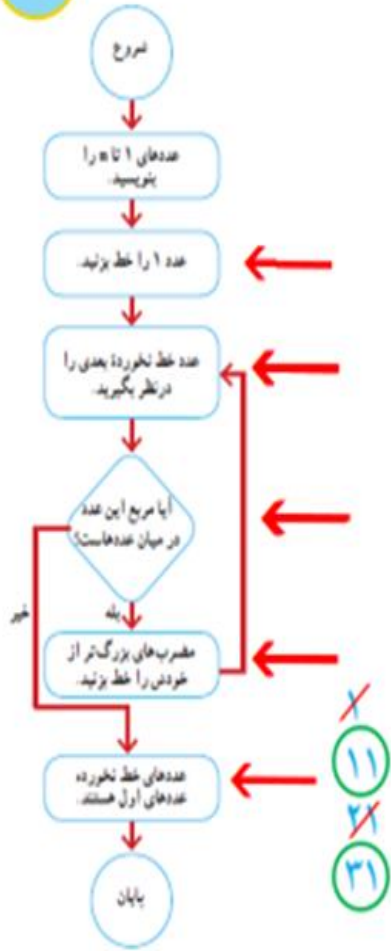 شروع
عددهای ۱ تا n را
بنویسید.
عدد ۱ را خط بزنید.
عدد خط نخوردهٔ بعدی را
درنظر بگیرید.
آیا مربع این عدد
در میان عددهاست؟
خیر
بله
مضرب‌های بزرگ‌تر از
خودش را خط بزنید.
عددهای خط نخورده
عددهای اول هستند.
پایان
۱
۱۱
۲۱
۳۱